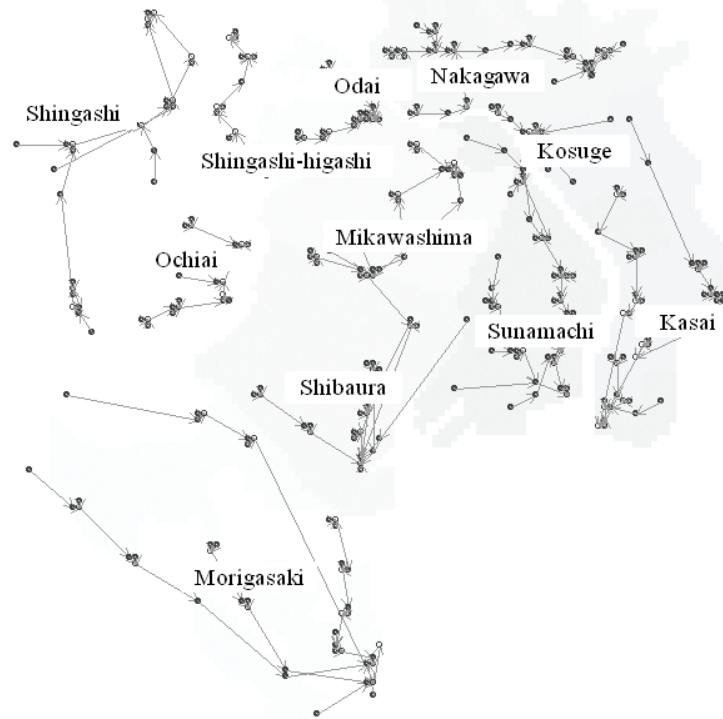 Odai
Nakagawa
Shingashi
Kosuge
Shingashi-higashi
Mikawashima
Ochiai
Sunamachi
Kasai
Shibaura
Morigasaki